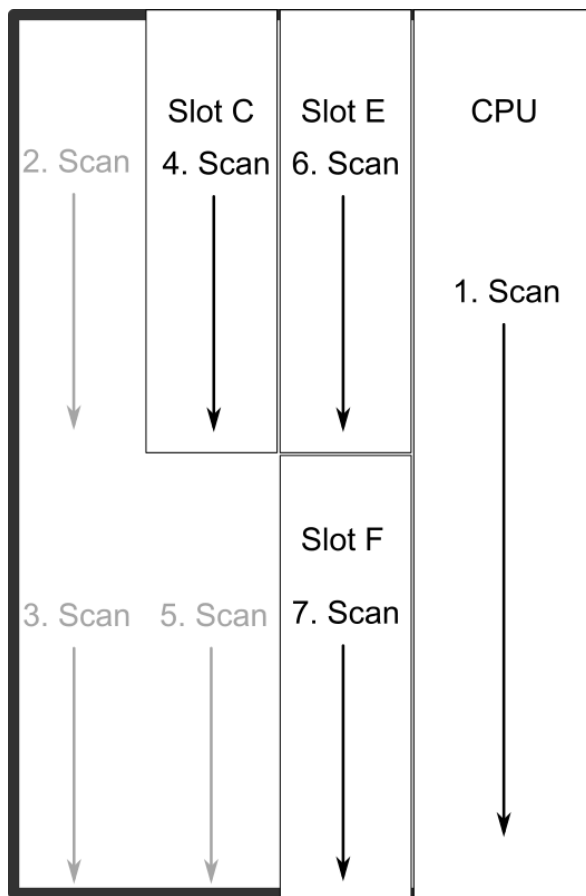 Slot C
Slot E
CPU
2. Scan
4. Scan
6. Scan
1. Scan
Slot F
3. Scan
5. Scan
7. Scan